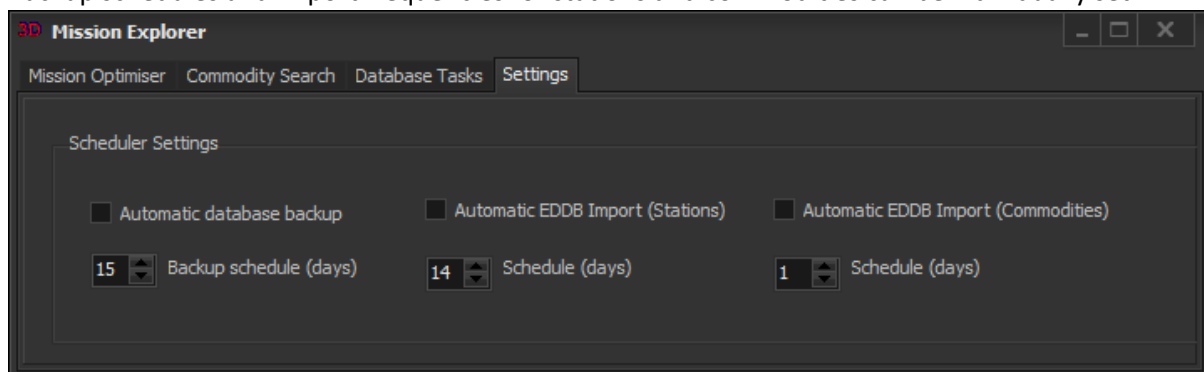 3D Mission Explorer
Mission Optimiser Commodity Search Database Tasks Settings
Scheduler Settings
Automatic database backup Automatic EDDB Import (Stations) Automatic EDDB Import (Commodities)
15 Backup schedule (days) 14 Schedule (days) 1 Schedule (days)